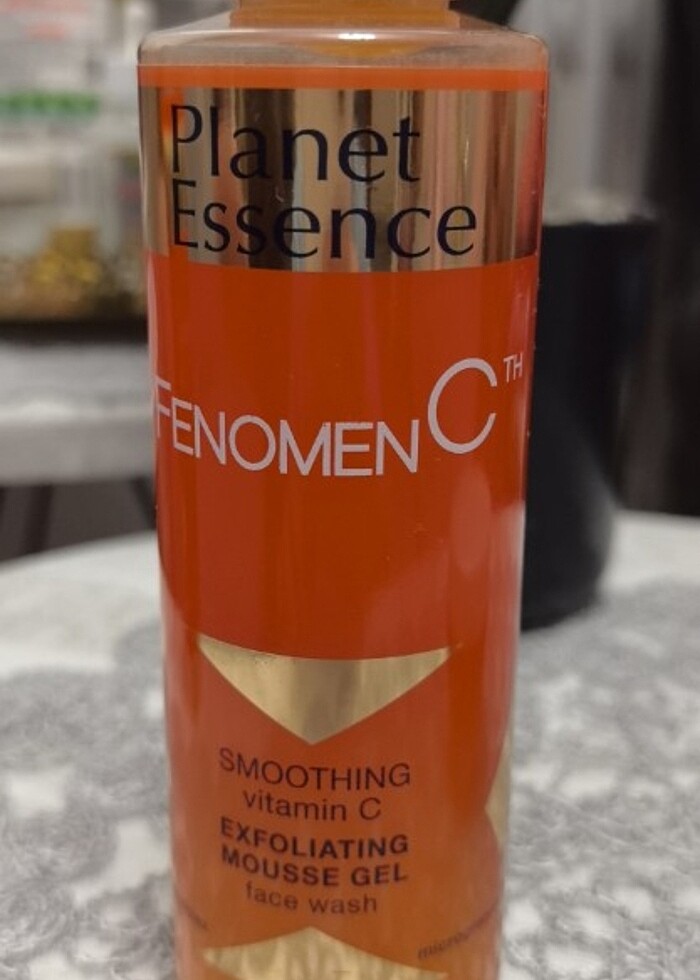 Planet
Essence
FENOMEN C TH
SMOOTHING
vitamin C
EXFOLIATING
MOUSSE GEL
face wash